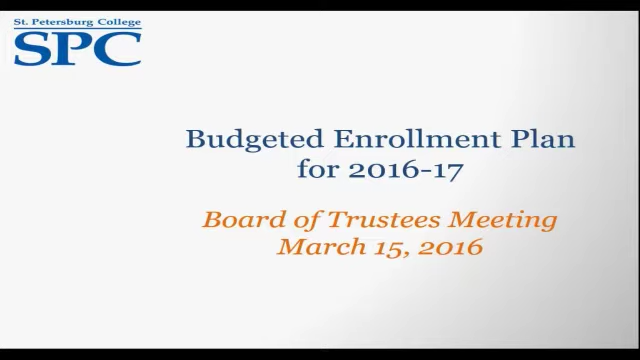 St. Petersburg College
SPC
Budgeted Enrollment Plan
for 2016-17
Board of Trustees Meeting
March 15, 2016